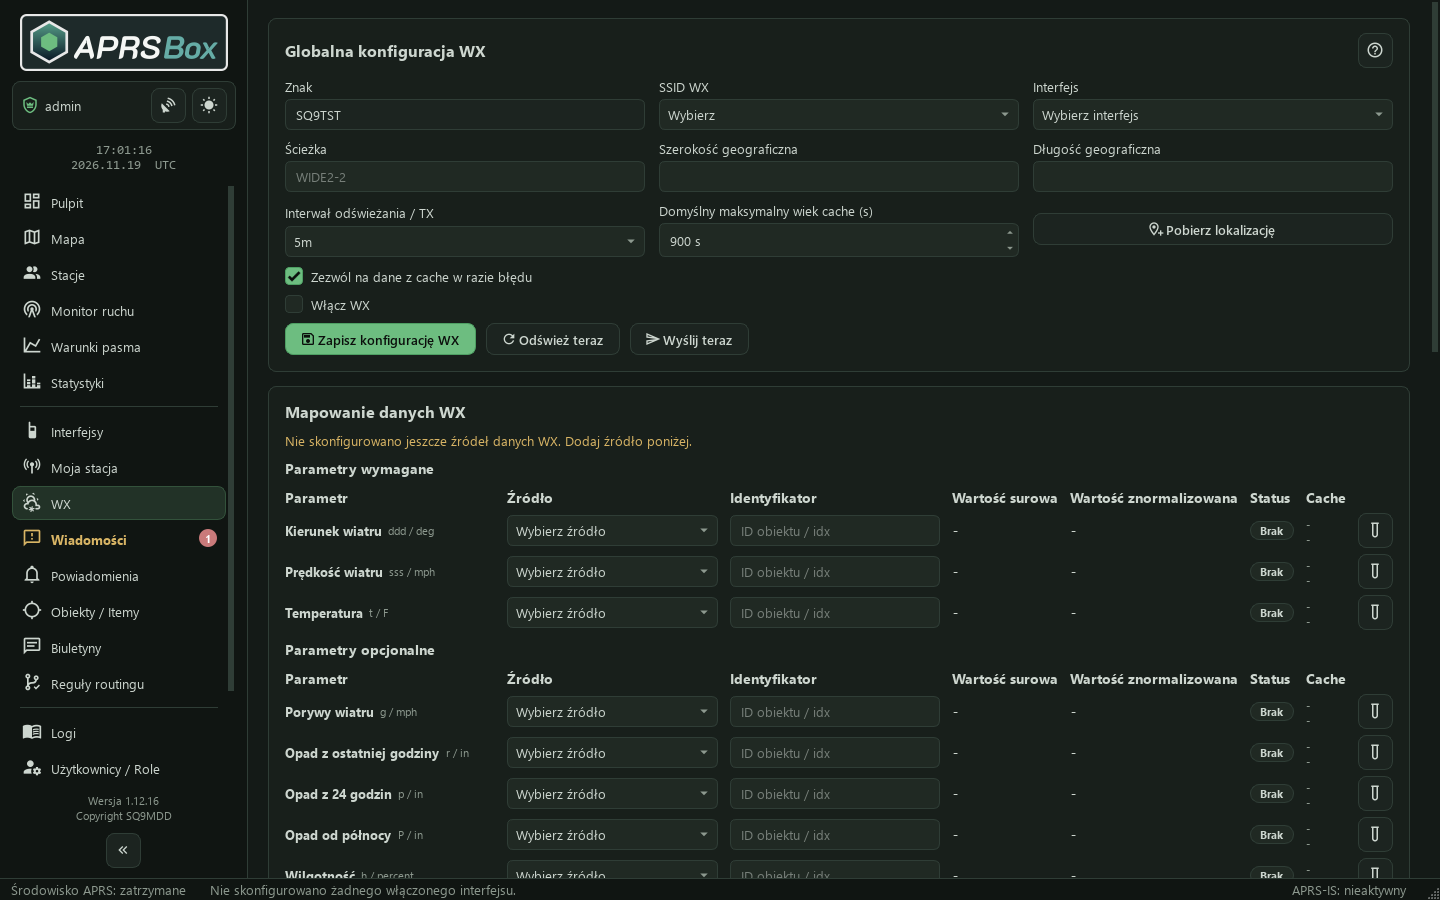 APRSBox
admin
17:01:16
2026.11.19 UTC
Pulpit
Mapa
Stacje
Monitor ruchu
Warunki pasma
Statystyki
Interfejsy
Moja stacja
WX
Wiadomości 1
Powiadomienia
Obiekty / Itemy
Biuletyny
Reguły routingu
Logi
Użytkownicy / Role
Wersja 1.12.16
Copyright SQ9MDD
Globalna konfiguracja WX
Znak SSID WX Interfejs
SQ9TST Wybierz Wybierz interfejs
Ścieżka Szerokość geograficzna Długość geograficzna
WIDE2-2
Interwał odświeżania / TX Domyślny maksymalny wiek cache (s)
5m 900 s Pobierz lokalizację
Zezwól na dane z cache w razie błędu
Włącz WX
Zapisz konfigurację WX Odśwież teraz Wyślij teraz
Mapowanie danych WX
Nie skonfigurowano jeszcze źródeł danych WX. Dodaj źródło poniżej.
Parametry wymagane
Parametr Źródło Identyfikator Wartość surowa Wartość znormalizowana Status Cache
Kierunek wiatru ddd / deg Wybierz źródło ID obiektu / idx - - Brak - -
Prędkość wiatru sss / mph Wybierz źródło ID obiektu / idx - - Brak - -
Temperatura t / F Wybierz źródło ID obiektu / idx - - Brak - -
Parametry opcjonalne
Parametr Źródło Identyfikator Wartość surowa Wartość znormalizowana Status Cache
Porywy wiatru g / mph Wybierz źródło ID obiektu / idx - - Brak - -
Opad z ostatniej godziny r / in Wybierz źródło ID obiektu / idx - - Brak - -
Opad z 24 godzin p / in Wybierz źródło ID obiektu / idx - - Brak - -
Opad od północy P / in Wybierz źródło ID obiektu / idx - - Brak - -
Wilgotność h / percent Wybierz źródło ID obiektu / idx - - Brak -
Środowisko APRS: zatrzymane Nie skonfigurowano żadnego włączonego interfejsu. APRS-IS: nieaktywny